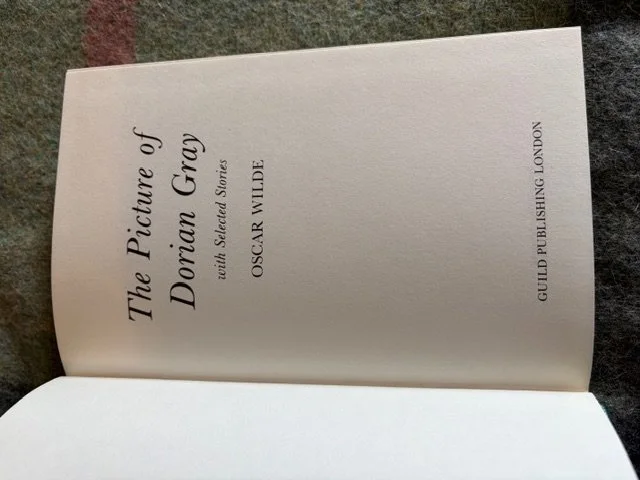 The Picture of
Dorian Gray
with Selected Stories
OSCAR WILDE
GUILD PUBLISHING LONDON